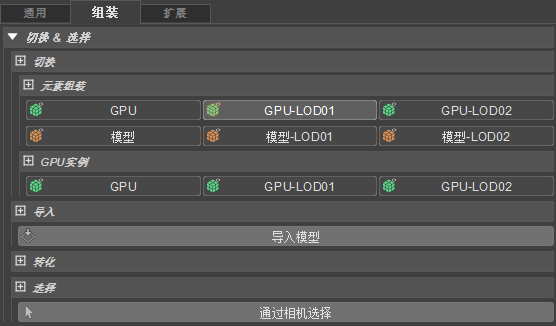 通用 组装 扩展
切换 & 选择
切换
元素组装
GPU GPU-LOD01 GPU-LOD02
模型 模型-LOD01 模型-LOD02
GPU实例
GPU GPU-LOD01 GPU-LOD02
导入
导入模型
转化
选择
通过相机选择